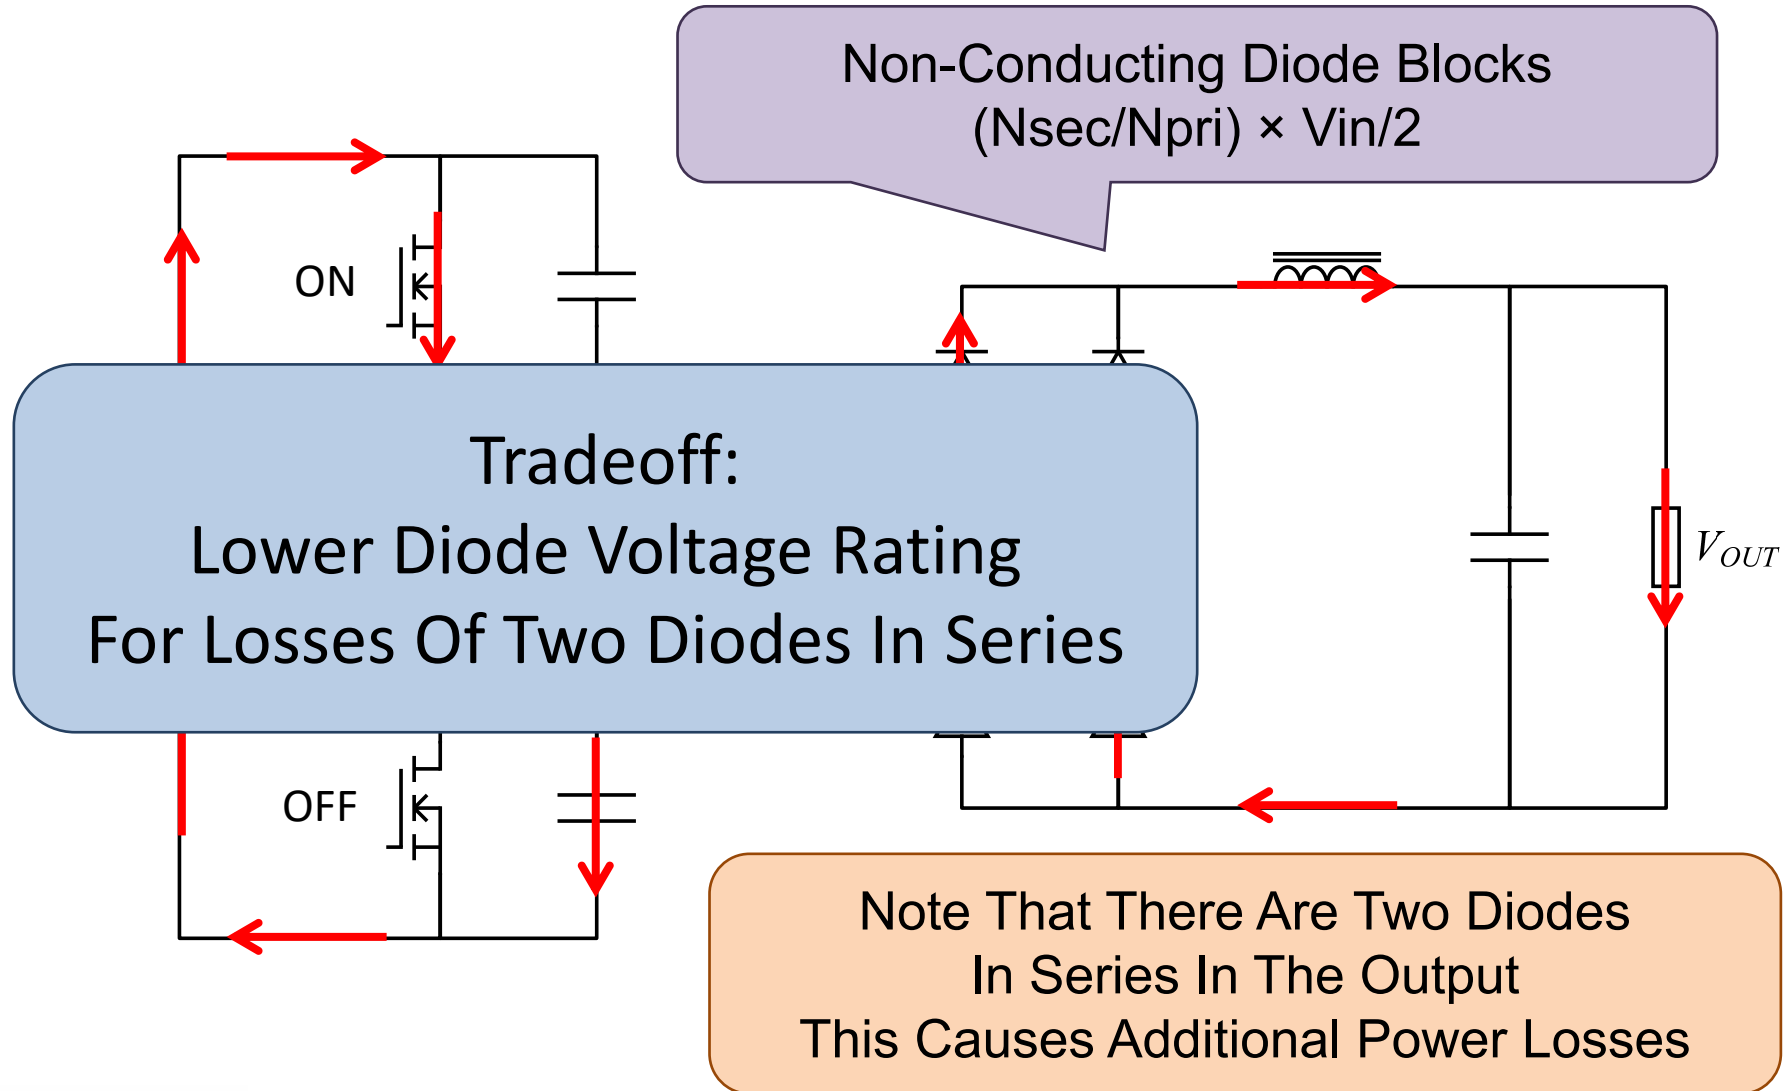 Non-Conducting Diode Blocks
(Nsec/Npri) × Vin/2
ON
Tradeoff:
Lower Diode Voltage Rating
For Losses Of Two Diodes In Series
V_OUT
OFF
Note That There Are Two Diodes
In Series In The Output
This Causes Additional Power Losses